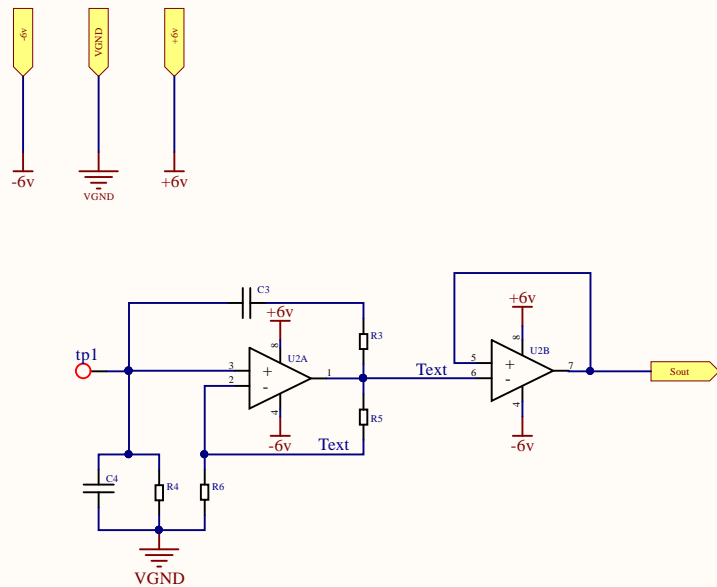 -6v
VGND
+6v
-6v
VGND
+6v
C3
+6v
R3
+6v
8
U2A
tp1
3
+
1
2
-
Text
8
U2B
5
+
7
6
-
Sout
4
-6v
R5
4
-6v
Text
C4
R4
R6
VGND